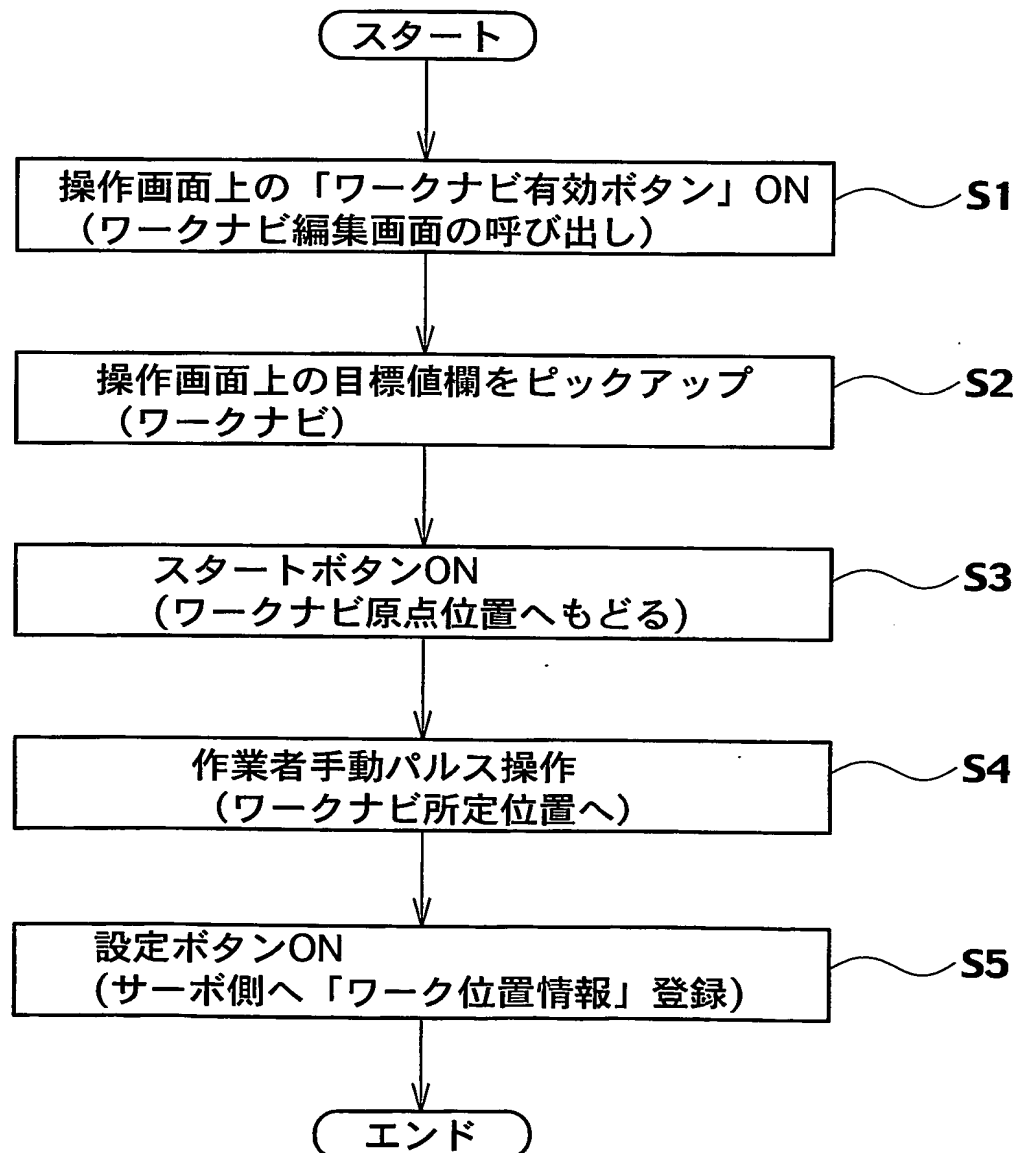 スタート
操作画面上の「ワークナビ有効ボタン」ON
S1
(ワークナビ編集画面の呼び出し)
操作画面上の目標値欄をピックアップ
S2
(ワークナビ)
スタートボタンON
S3
(ワークナビ原点位置へもどる)
作業者手動パルス操作
S4
(ワークナビ所定位置へ)
設定ボタンON
S5
(サーボ側へ「ワーク位置情報」登録)
エンド